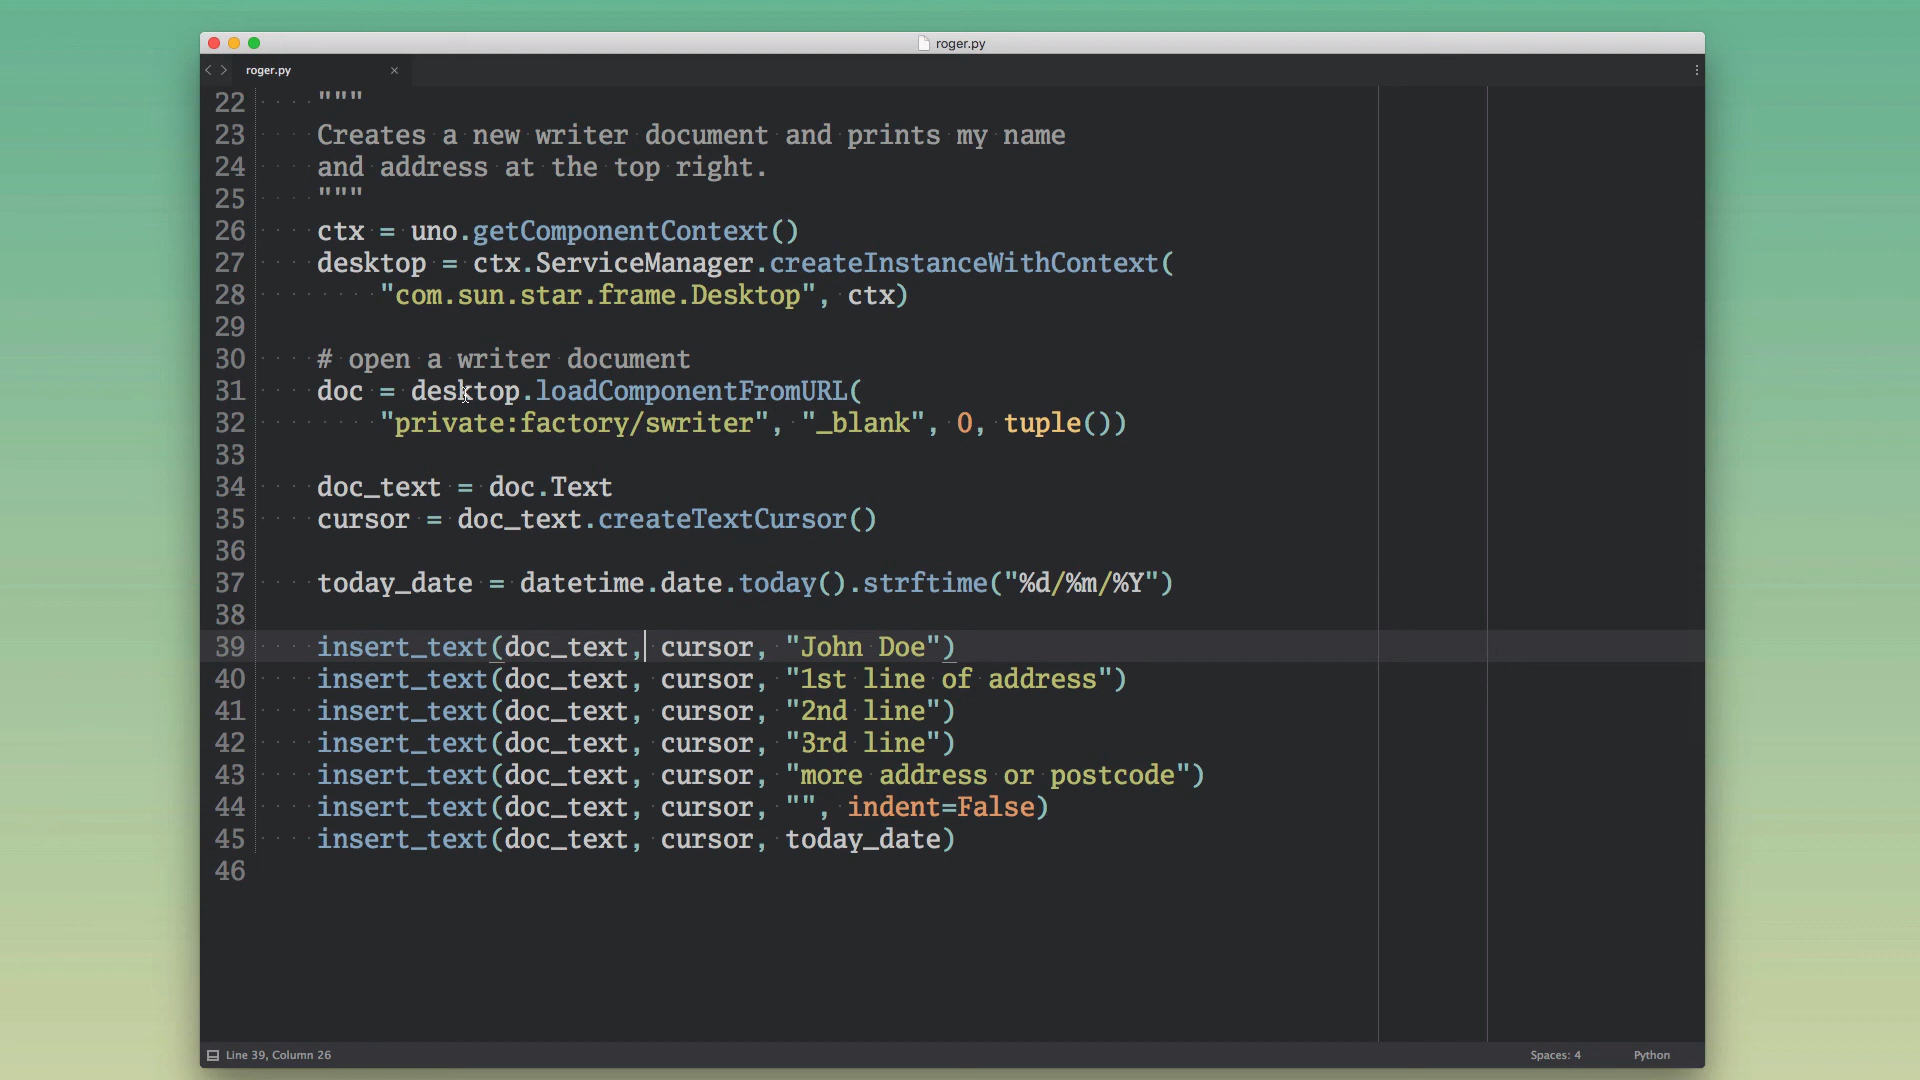 roger.py
roger.py
22 """
23 Creates a new writer document and prints my name
24 and address at the top right.
25 """
26 ctx = uno.getComponentContext()
27 desktop = ctx.ServiceManager.createInstanceWithContext(
28 "com.sun.star.frame.Desktop", ctx)
29
30 # open a writer document
31 doc = desktop.loadComponentFromURL(
32 "private:factory/swriter", "_blank", 0, tuple())
33
34 doc_text = doc.Text
35 cursor = doc_text.createTextCursor()
36
37 today_date = datetime.date.today().strftime("%d/%m/%Y")
38
39 insert_text(doc_text, cursor, "John Doe")
40 insert_text(doc_text, cursor, "1st line of address")
41 insert_text(doc_text, cursor, "2nd line")
42 insert_text(doc_text, cursor, "3rd line")
43 insert_text(doc_text, cursor, "more address or postcode")
44 insert_text(doc_text, cursor, "", indent=False)
45 insert_text(doc_text, cursor, today_date)
46
Line 39, Column 26 Spaces: 4 Python